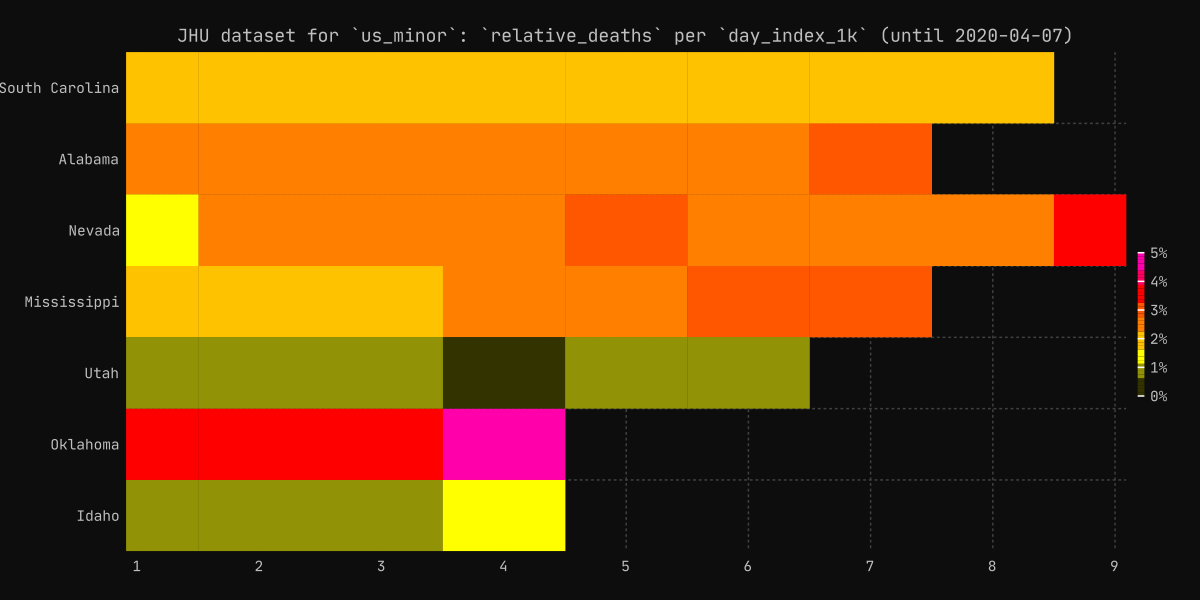 JHU dataset for `us_minor`: `relative_deaths` per `day_index_1k` (until 2020-04-07)
South Carolina
Alabama
Nevada
Mississippi
Utah
Oklahoma
Idaho
5%
4%
3%
2%
1%
0%
1 2 3 4 5 6 7 8 9